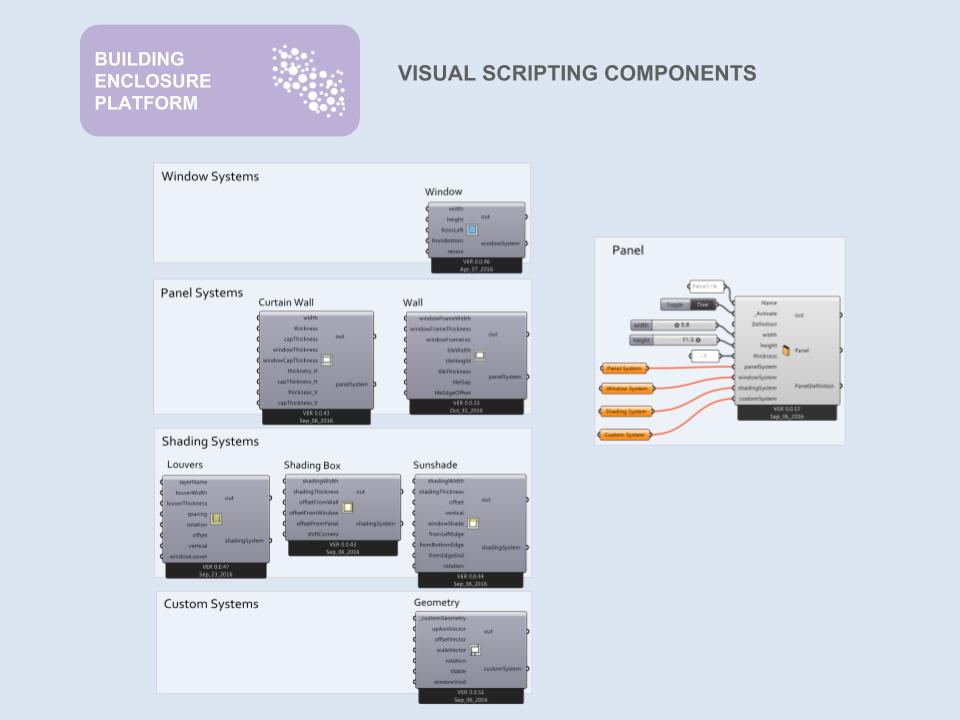 BUILDING
ENCLOSURE
PLATFORM
VISUAL SCRIPTING COMPONENTS
Window Systems
Window
width
height
fromLeft
fromBottom
recess
out
windowSystem
VER 0.0.46
Apr_07_2016
Panel Systems
Curtain Wall
width
thickness
capThickness
windowThickness
windowCapThickness
thickness_H
capThickness_H
thickness_V
capThickness_V
out
panelSystem
VER 0.0.43
Sep_06_2016
Wall
windowFrameWidth
windowFrameThickness
windowFrameLoc
tileWidth
tileHeight
tileThickness
tileGap
tileEdgeOffset
out
panelSystem
VER 0.0.53
Oct_31_2016
Shading Systems
Louvers
layerName
louverWidth
louverThickness
spacing
rotation
offset
vertical
windowLouver
out
shadingSystem
VER 0.0.47
Sep_23_2016
Shading Box
shadingWidth
shadingThickness
offsetFromWall
offsetFromWindow
offsetFromPanel
shiftCorners
out
shadingSystem
VER 0.0.43
Sep_06_2016
Sunshade
shadingWidth
shadingThickness
offset
vertical
windowShade
fromLeftEdge
fromBottomEdge
fromEdgeEnd
rotation
out
shadingSystem
VER 0.0.44
Sep_06_2016
Custom Systems
Geometry
_customGeometry
upAxisVector
offsetVector
scaleVector
rotation
tilable
windowVoid
out
customSystem
VER 0.0.51
Sep_06_2016
Panel
Toggle True
width 5.8
height 11.3
Panel System
Window System
Shading System
Custom System
Name
_Activate
Definition
width
height
thickness
panelSystem
windowSystem
shadingSystem
customSystem
out
Panel
PanelDefinition
VER 0.0.57
Sep_06_2016